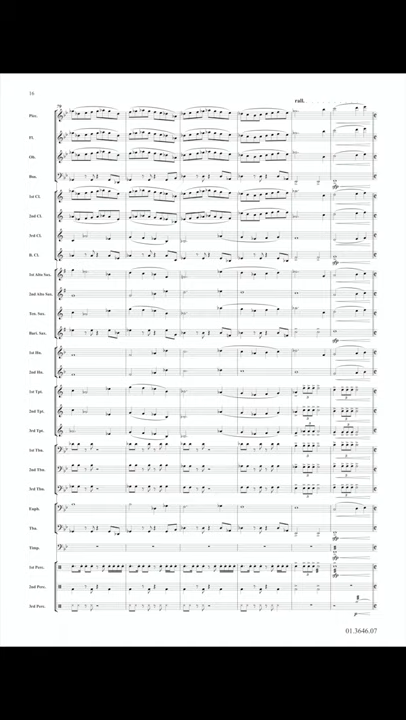 16
70
rall.
Picc.
Fl.
Ob.
Bsn.
1st Cl.
2nd Cl.
3rd Cl.
B. Cl.
1st Alto Sax.
2nd Alto Sax.
Ten. Sax.
Bari. Sax.
1st Hn.
2nd Hn.
1st Tpt.
2nd Tpt.
3rd Tpt.
1st Tbn.
2nd Tbn.
3rd Tbn.
Euph.
Tba.
Timp.
1st Perc.
2nd Perc.
3rd Perc.
p
01.3646.07